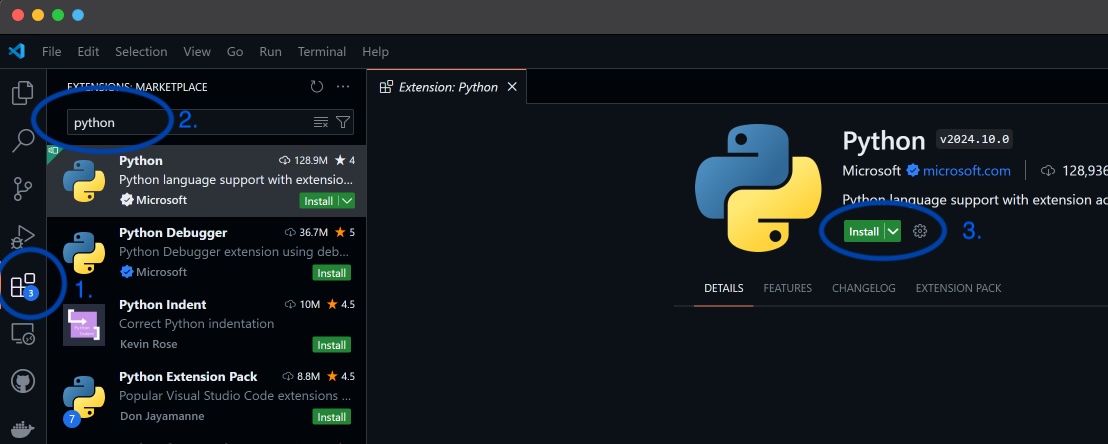 File Edit Selection View Go Run Terminal Help
EXTENSIONS: MARKETPLACE
python
2.
Python 128.9M ★ 4
Python language support with extensio...
Microsoft Install
Python Debugger 36.7M ★ 5
Python Debugger extension using deb...
Microsoft Install
Python Indent 10M ★ 4.5
Correct Python indentation
Kevin Rose Install
Python Extension Pack 8.8M ★ 4.5
Popular Visual Studio Code extensions ...
Don Jayamanne Install
7
3
1.
Extension: Python
Python v2024.10.0
Microsoft microsoft.com 128,936
Python language support with extension ac
Install
3.
DETAILS FEATURES CHANGELOG EXTENSION PACK